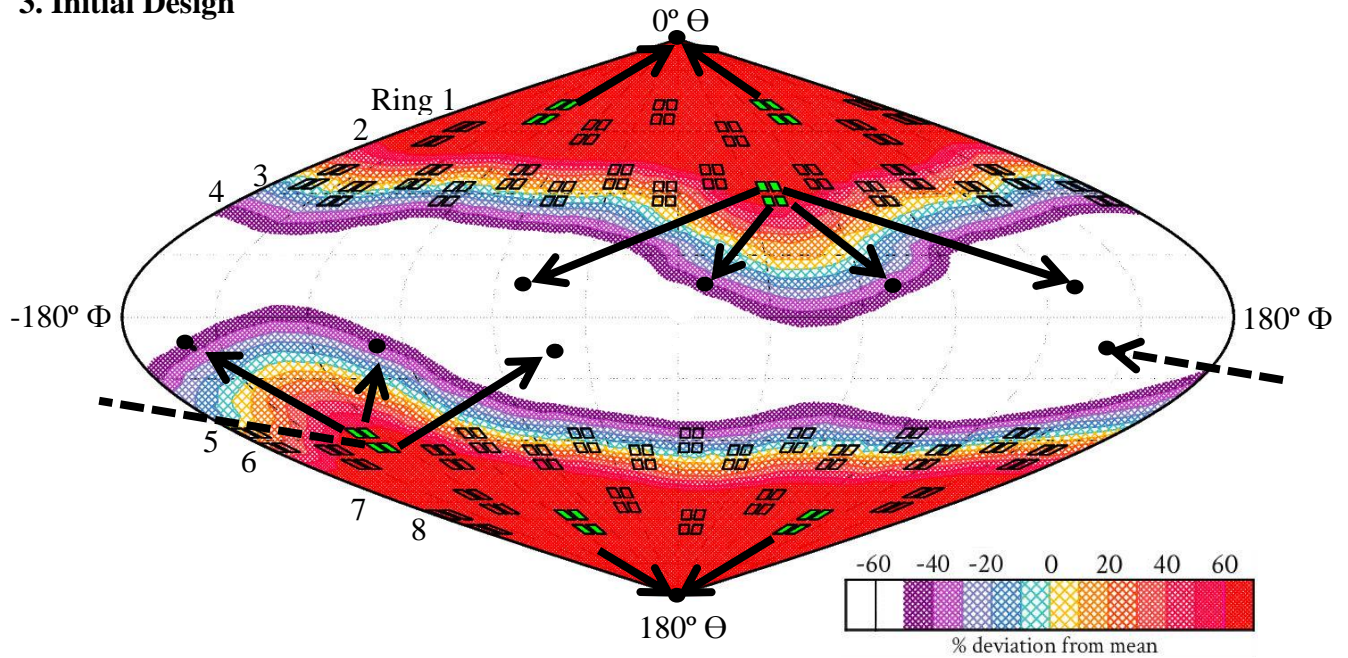 3. Initial Design
0º ϴ
Ring 1
2
3
4
-180º Φ
180º Φ
5
6
7
8
-60 -40 -20 0 20 40 60
% deviation from mean
180º ϴ